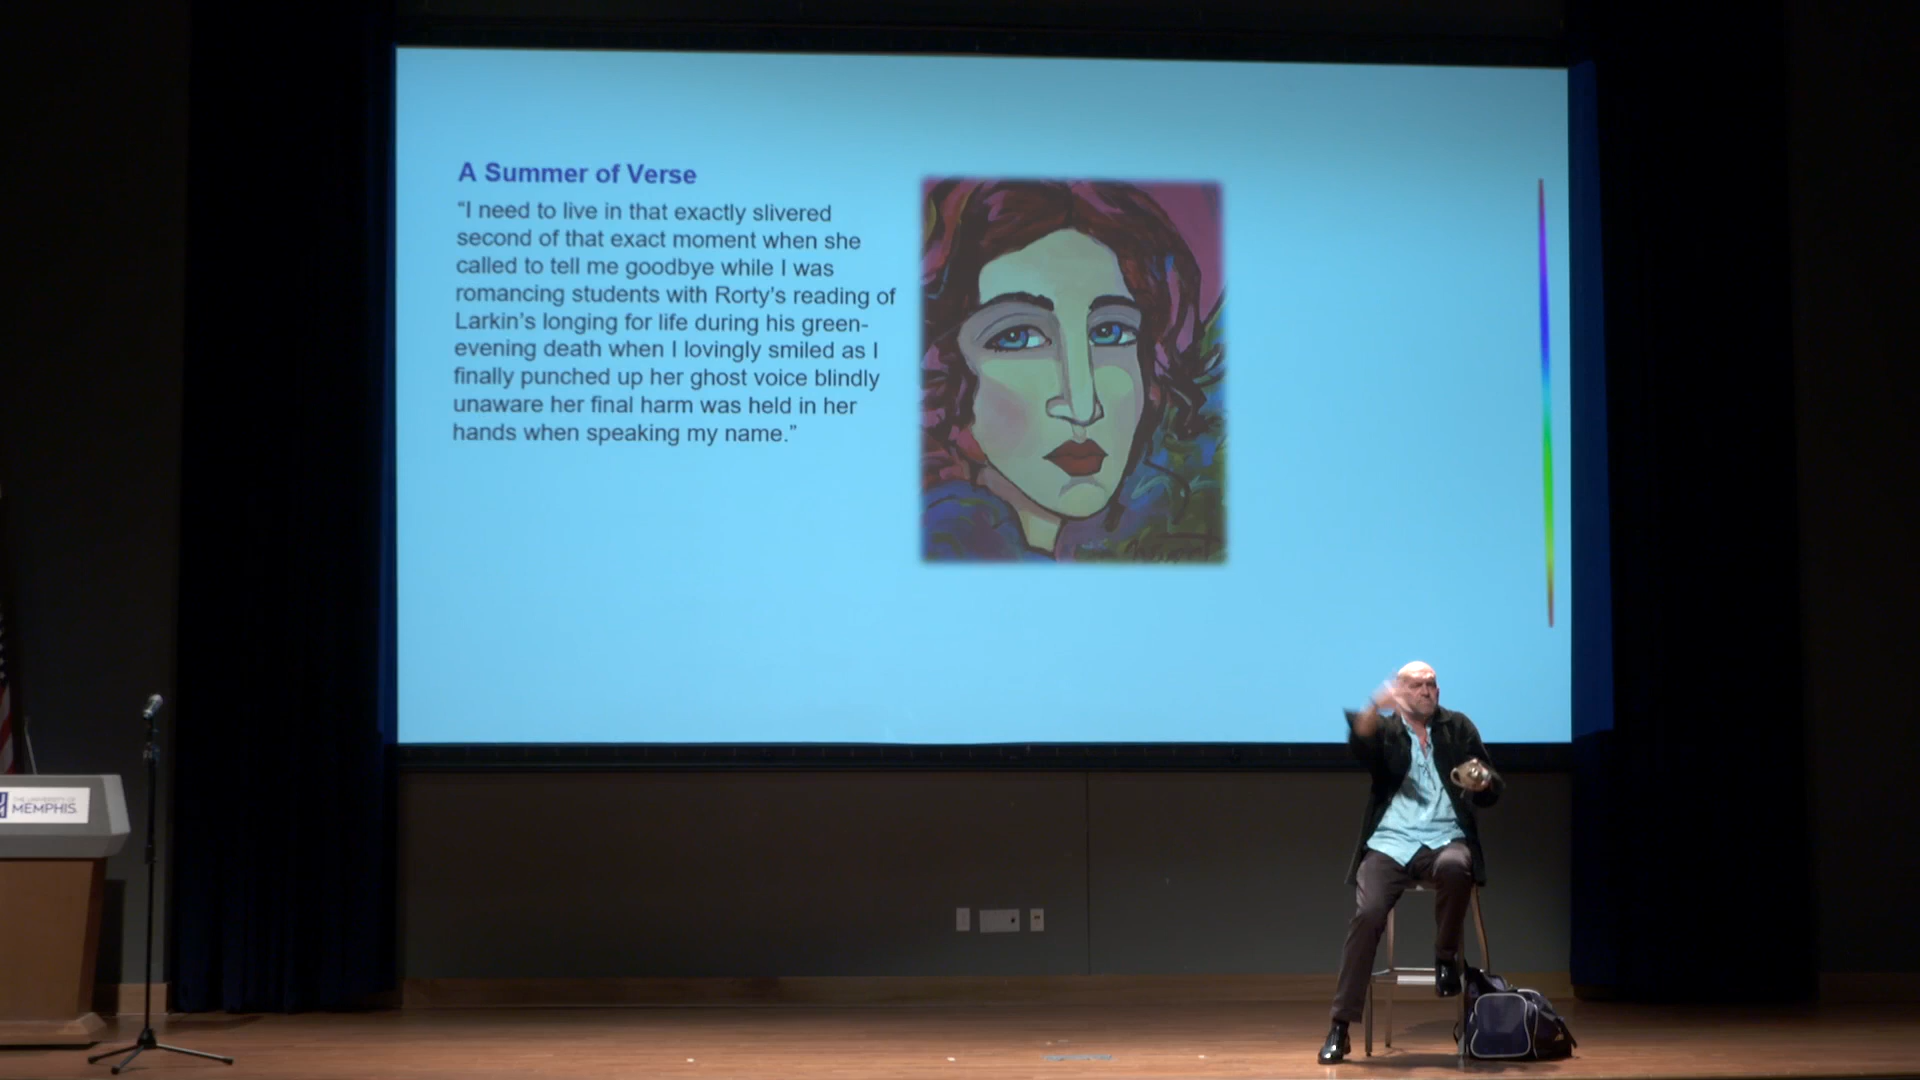 A Summer of Verse
“I need to live in that exactly slivered
second of that exact moment when she
called to tell me goodbye while I was
romancing students with Rorty’s reading of
Larkin’s longing for life during his green-
evening death when I lovingly smiled as I
finally punched up her ghost voice blindly
unaware her final harm was held in her
hands when speaking my name.”
THE UNIVERSITY OF
MEMPHIS.